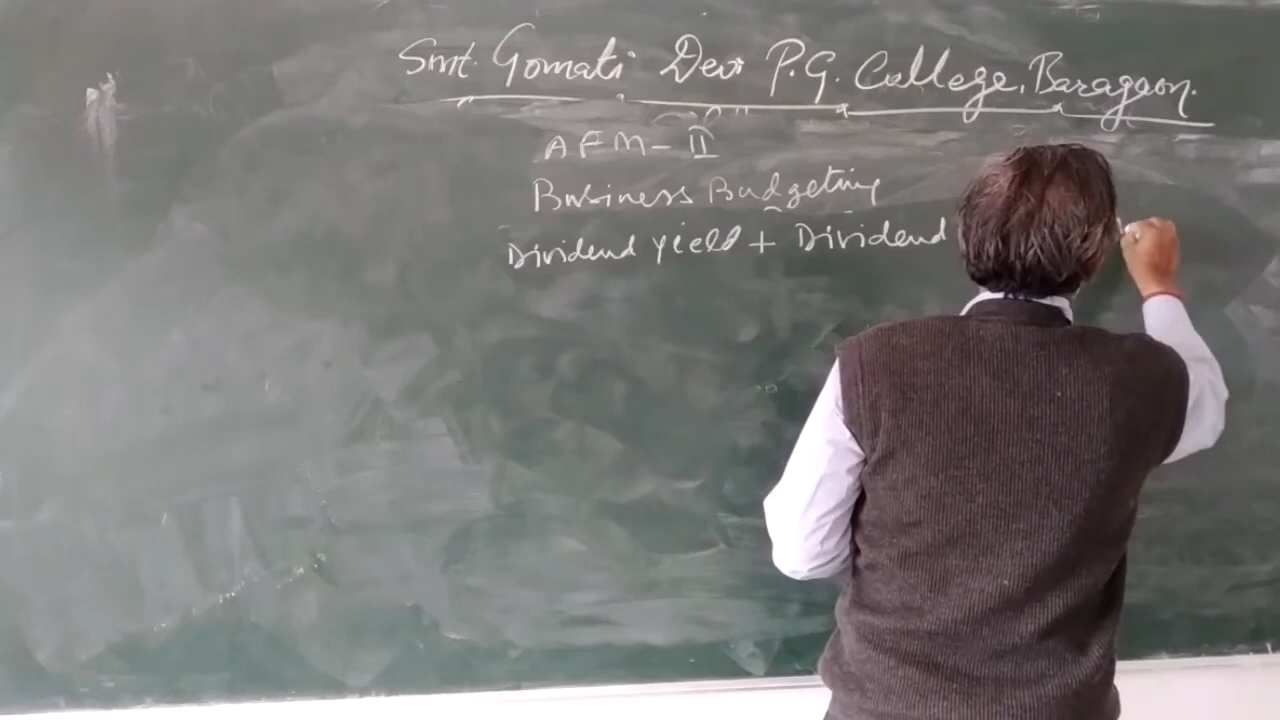 Smt. Gomati Devi P.G. College, Baragaon.
AFM-II
Business Budgeting
Dividend Yield + Dividend